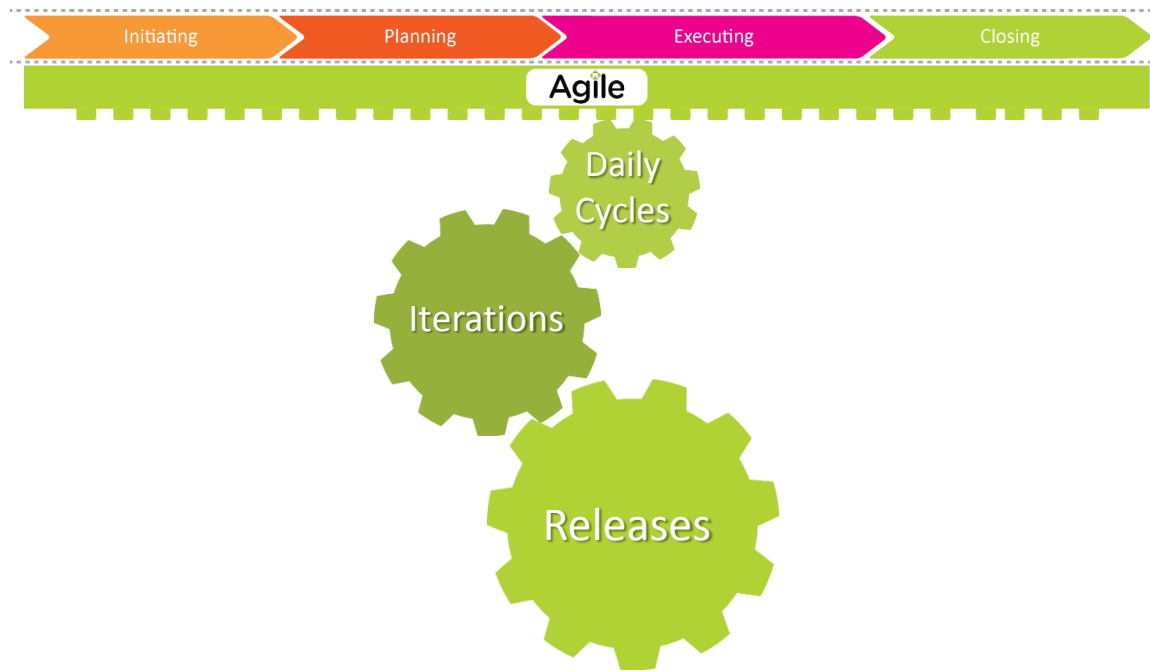 Initiating
Planning
Executing
Closing
Agile
Daily
Cycles
Iterations
Releases